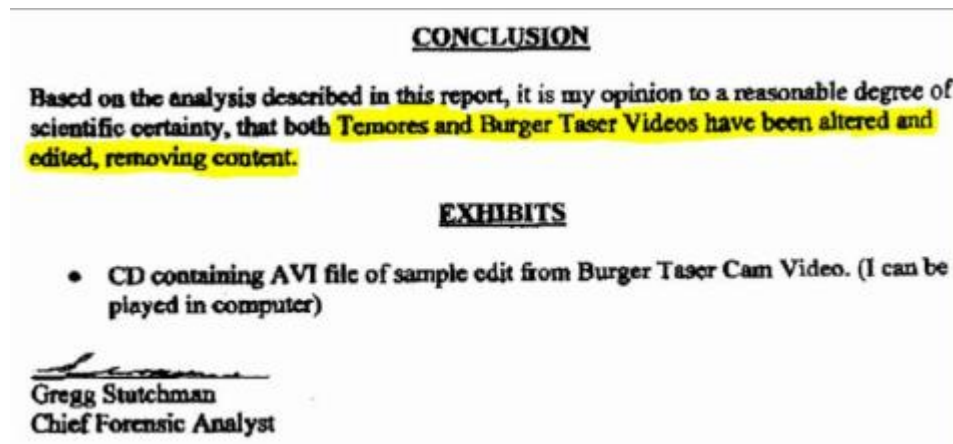 CONCLUSION
Based on the analysis described in this report, it is my opinion to a reasonable degree of
scientific certainty, that both Temores and Burger Taser Videos have been altered and
edited, removing content.
EXHIBITS
• CD containing AVI file of sample edit from Burger Taser Cam Video. (I can be
played in computer)
Gregg Stutchman
Chief Forensic Analyst